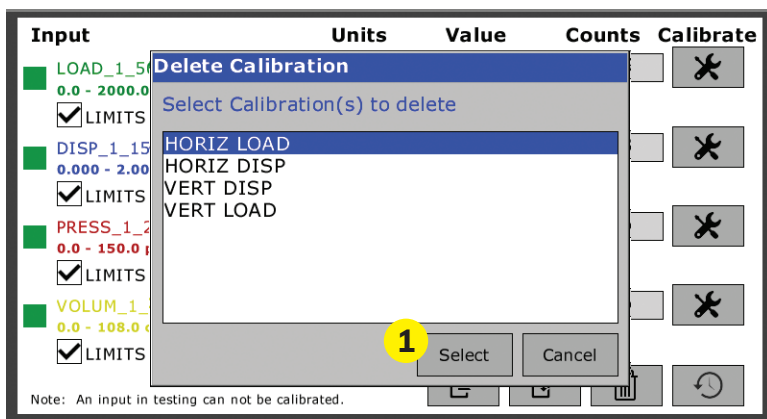 Input Units Value Counts Calibrate
Delete Calibration
LOAD_1_5
0.0 - 2000.0
Select Calibration(s) to delete
LIMITS
HORIZ LOAD
DISP_1_15
HORIZ DISP
0.000 - 2.00
VERT DISP
LIMITS
VERT LOAD
PRESS_1_2
0.0 - 150.0
LIMITS
VOLUM_1_
0.0 - 108.0
1
LIMITS
Select Cancel
Note: An input in testing can not be calibrated.